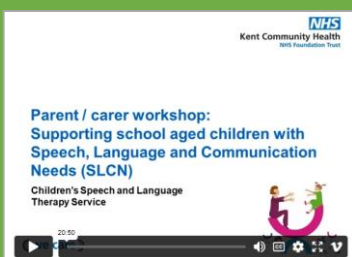 NHS
Kent Community Health
NHS Foundation Trust
Parent / carer workshop:
Supporting school aged children with
Speech, Language and Communication
Needs (SLCN)
Children's Speech and Language
Therapy Service
20:50
care